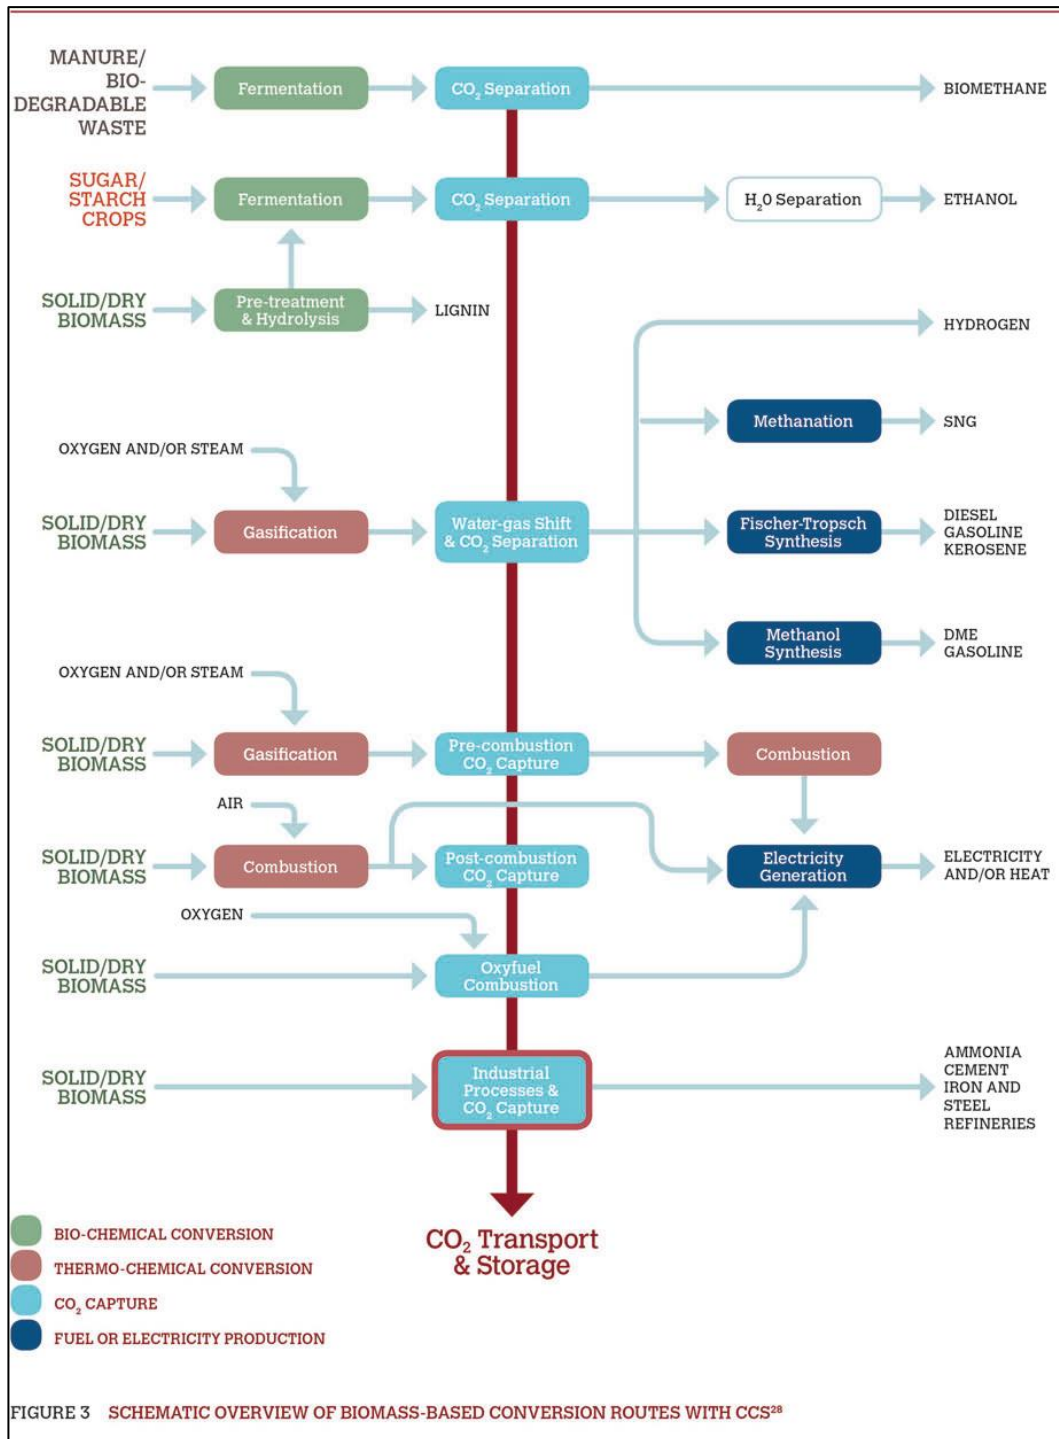 MANURE/
BIO-
DEGRADABLE
WASTE
Fermentation
CO₂ Separation
BIOMETHANE
SUGAR/
STARCH
CROPS
Fermentation
CO₂ Separation
H₂0 Separation
ETHANOL
SOLID/DRY
BIOMASS
Pre-treatment
& Hydrolysis
LIGNIN
HYDROGEN
Methanation
SNG
OXYGEN AND/OR STEAM
SOLID/DRY
BIOMASS
Gasification
Water-gas Shift
& CO₂ Separation
Fischer-Tropsch
Synthesis
DIESEL
GASOLINE
KEROSENE
Methanol
Synthesis
DME
GASOLINE
OXYGEN AND/OR STEAM
SOLID/DRY
BIOMASS
Gasification
Pre-combustion
CO₂ Capture
Combustion
AIR
SOLID/DRY
BIOMASS
Combustion
Post-combustion
CO₂ Capture
Electricity
Generation
ELECTRICITY
AND/OR HEAT
OXYGEN
SOLID/DRY
BIOMASS
Oxyfuel
Combustion
SOLID/DRY
BIOMASS
Industrial
Processes &
CO₂ Capture
AMMONIA
CEMENT
IRON AND
STEEL
REFINERIES
CO₂ Transport
& Storage
BIO-CHEMICAL CONVERSION
THERMO-CHEMICAL CONVERSION
CO₂ CAPTURE
FUEL OR ELECTRICITY PRODUCTION
FIGURE 3 SCHEMATIC OVERVIEW OF BIOMASS-BASED CONVERSION ROUTES WITH CCS²⁸